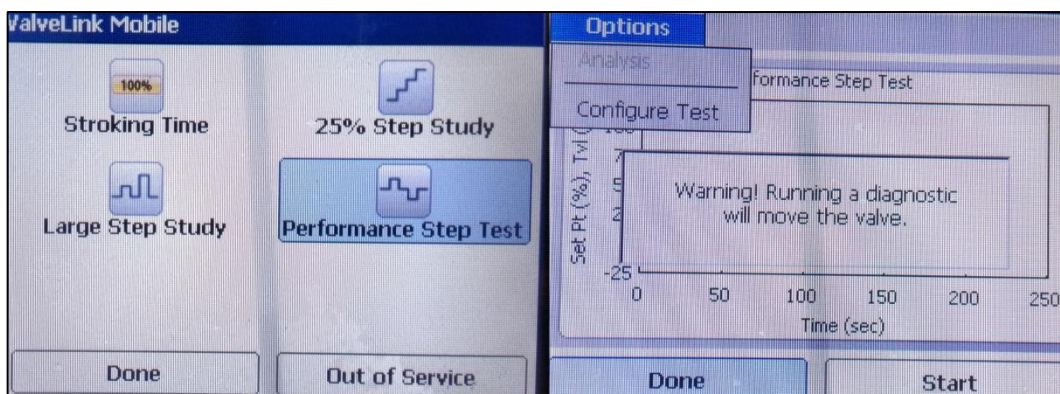 ValveLink Mobile
100%
Stroking Time
25% Step Study
Large Step Study
Performance Step Test
Done
Out of Service
Options
Analysis
Configure Test
formance Step Test
Set Pt (%), Tvl (
Warning! Running a diagnostic
will move the valve.
-25
0 50 100 150 200 250
Time (sec)
Done
Start